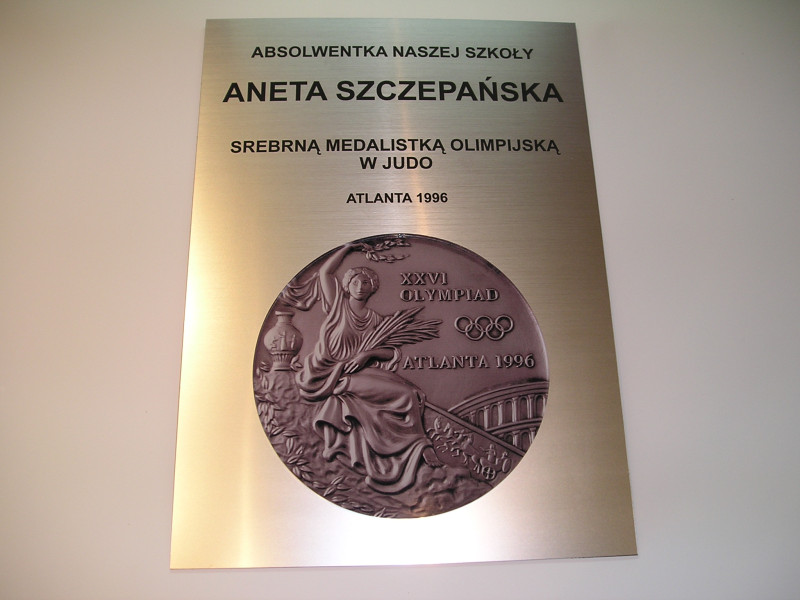 ABSOLWENTKA NASZEJ SZKOŁY
ANETA SZCZEPAŃSKA
SREBRNĄ MEDALISTKĄ OLIMPIJSKĄ
W JUDO
ATLANTA 1996
XXVI
OLYMPIAD
ATLANTA 1996